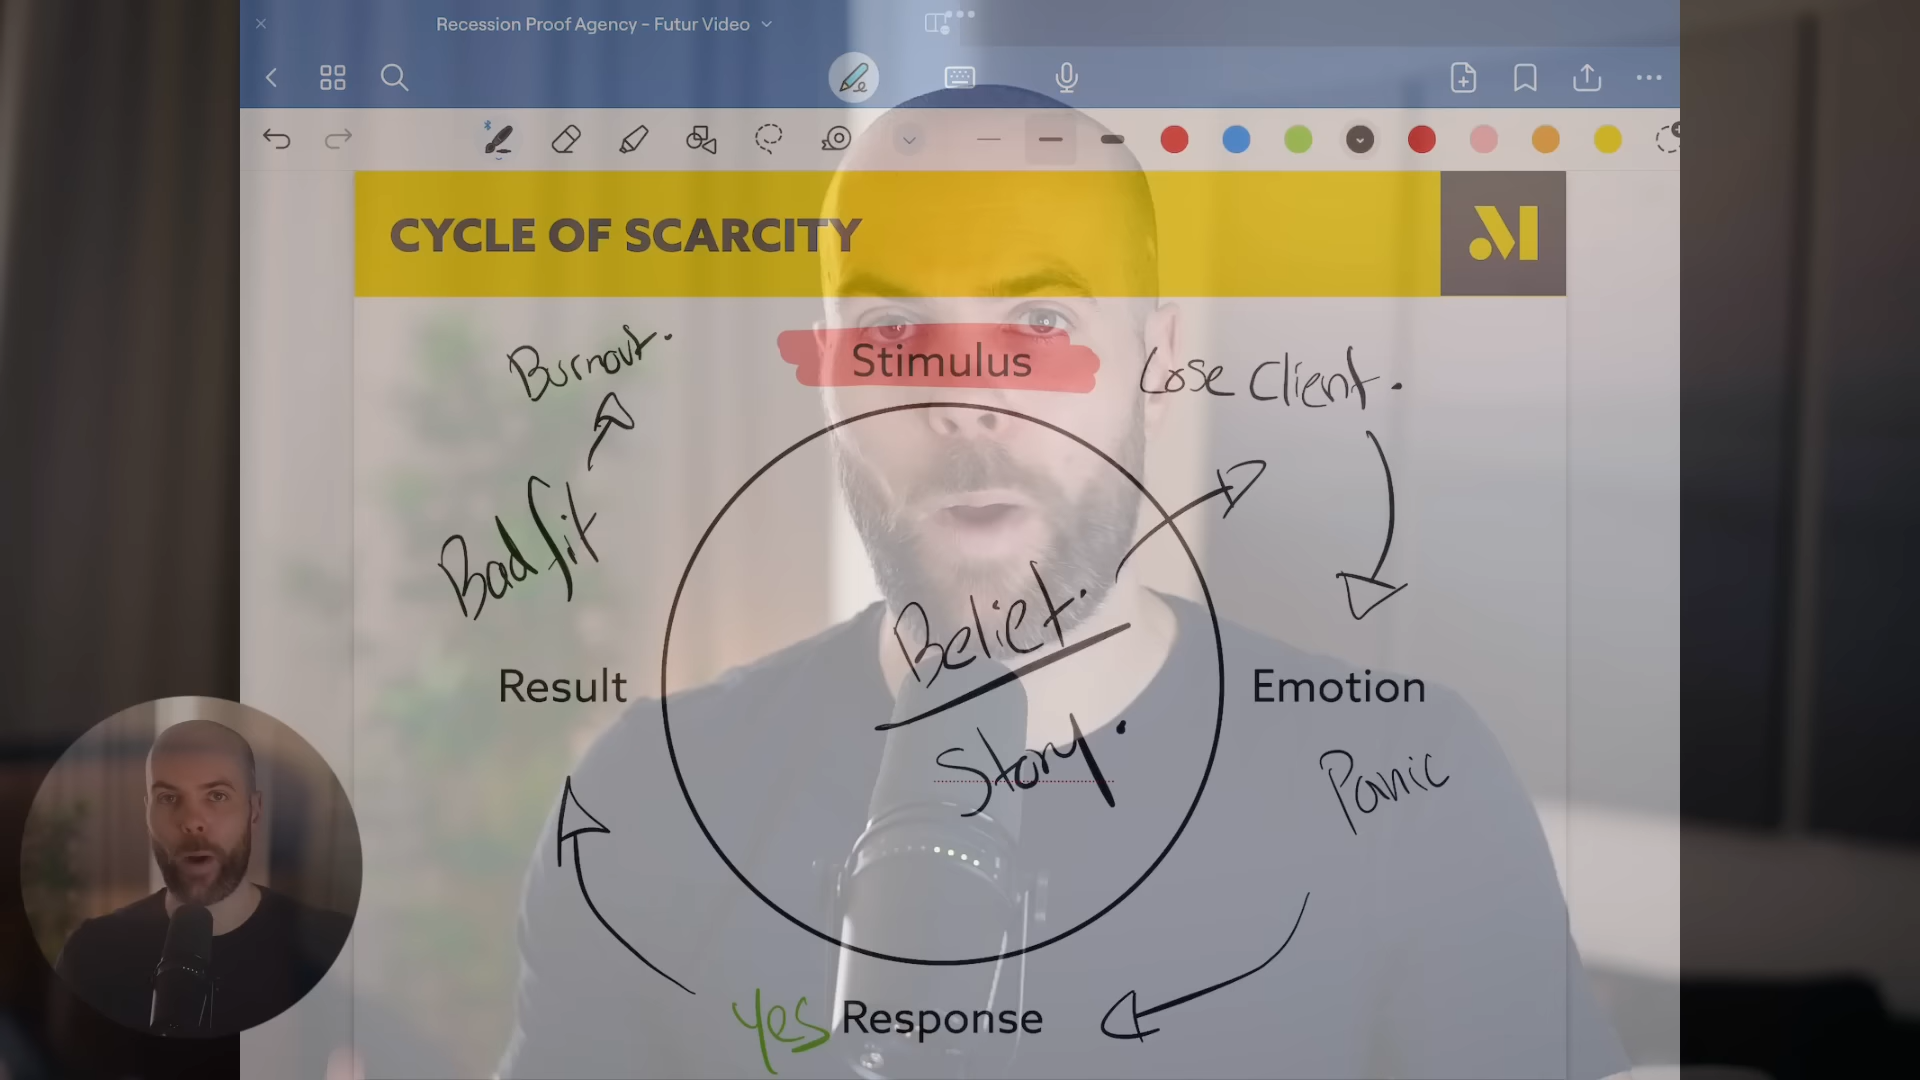 Recession Proof Agency – Futur Video
CYCLE OF SCARCITY
Burnout.
Stimulus
Lose Client.
Bad fit
Belief.
Story.
Result
Emotion
Panic
Yes Response